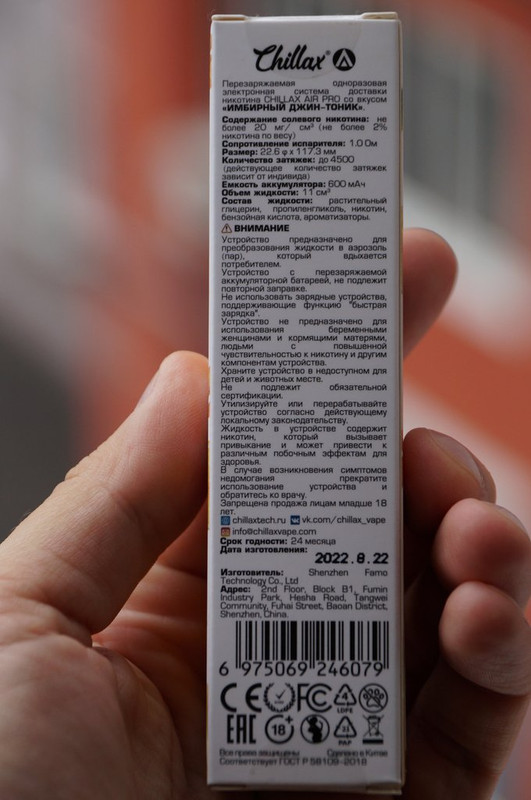 Chillax
Перезаряжаемая одноразовая
электронная система доставки
никотина CHILLAX AIR PRO со вкусом
«ИМБИРНЫЙ ДЖИН-ТОНИК».
Содержание солевого никотина: не
более 20 мг/ см³ (не более 2%
никотина по весу)
Сопротивление испарителя: 1.0 Ом
Размер: 22.6 φ x 117.3 мм
Количество затяжек: до 4500
(действующее количество затяжек
зависит от индивида)
Емкость аккумулятора: 600 мАч
Объем жидкости: 11 см³
Состав жидкости: растительный
глицерин, пропиленгликоль, никотин,
бензойная кислота, ароматизаторы.
ВНИМАНИЕ
Устройство предназначено для
преобразования жидкости в аэрозоль
(пар), который вдыхается
потребителем.
Устройство с перезаряжаемой
аккумуляторной батареей, не подлежит
повторной заправке.
Не использовать зарядные устройства,
поддерживающие функцию "быстрая
зарядка".
Устройство не предназначено для
использования беременными
женщинами и кормящими матерями,
людьми с повышенной
чувствительностью к никотину и другим
компонентам устройства.
Храните устройство в недоступном для
детей и животных месте.
Не подлежит обязательной
сертификации.
Утилизируйте или перерабатывайте
устройство согласно действующему
локальному законодательству.
Жидкость в устройстве содержит
никотин, который вызывает
привыкание и может привести к
различным побочным эффектам для
здоровья.
В случае возникновения симптомов
недомогания прекратите
использование устройства и
обратитесь ко врачу.
Запрещена продажа лицам младше 18
лет.
chillaxtech.ru vk.com/chillax_vape
info@chillaxvape.com
Срок годности: 24 месяца
Дата изготовления:
2022.8.22
Изготовитель: Shenzhen Famo
Technology Co., Ltd
Адрес: 2nd Floor, Block B1, Fumin
Industry Park, Hesha Road, Tangwei
Community, Fuhai Street, Baoan District,
Shenzhen, China.
6 975069 246079
CE FC 4
LDPE
EAC 18+ 21
PAP
Все права защищены Сделано в Китае
Соответствует ГОСТ Р 58109-2018